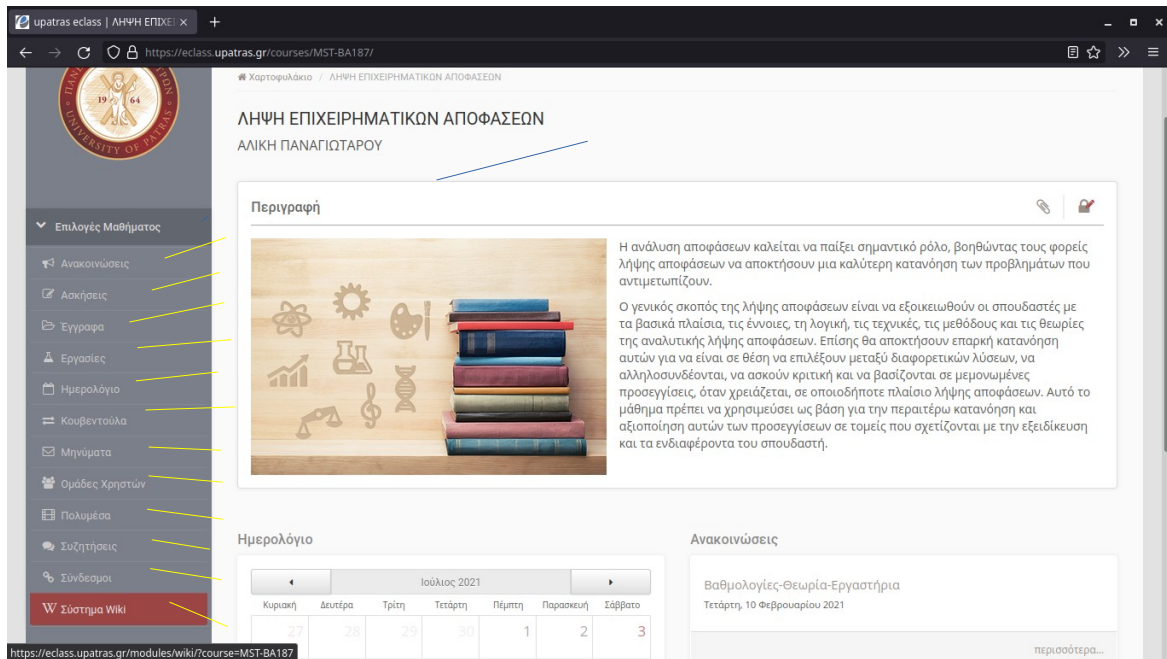 upatras eclass | ΛΗΨΗ ΕΠΙΧΕΙ
https://eclass.upatras.gr/courses/MST-BA187/
19 64
UNIVERSITY OF PATRAS
Χαρτοφυλάκιο / ΛΗΨΗ ΕΠΙΧΕΙΡΗΜΑΤΙΚΩΝ ΑΠΟΦΑΣΕΩΝ
ΛΗΨΗ ΕΠΙΧΕΙΡΗΜΑΤΙΚΩΝ ΑΠΟΦΑΣΕΩΝ
ΑΛΙΚΗ ΠΑΝΑΓΙΩΤΑΡΟΥ
Επιλογές Μαθήματος
Ανακοινώσεις
Ασκήσεις
Έγγραφα
Εργασίες
Ημερολόγιο
Κουβεντούλα
Μηνύματα
Ομάδες Χρηστών
Πολυμέσα
Συζητήσεις
Σύνδεσμοι
Σύστημα Wiki
Περιγραφή
Η ανάλυση αποφάσεων καλείται να παίξει σημαντικό ρόλο, βοηθώντας τους φορείς
λήψης αποφάσεων να αποκτήσουν μια καλύτερη κατανόηση των προβλημάτων που
αντιμετωπίζουν.
Ο γενικός σκοπός της λήψης αποφάσεων είναι να εξοικειωθούν οι σπουδαστές με
τα βασικά πλαίσια, τις έννοιες, τη λογική, τις τεχνικές, τις μεθόδους και τις θεωρίες
της αναλυτικής λήψης αποφάσεων. Επίσης θα αποκτήσουν επαρκή κατανόηση
αυτών για να είναι σε θέση να επιλέξουν μεταξύ διαφορετικών λύσεων, να
αλληλοσυνδέονται, να ασκούν κριτική και να βασίζονται σε μεμονωμένες
προσεγγίσεις, όταν χρειάζεται, σε οποιοδήποτε πλαίσιο λήψης αποφάσεων. Αυτό το
μάθημα πρέπει να χρησιμεύσει ως βάση για την περαιτέρω κατανόηση και
αξιοποίηση αυτών των προσεγγίσεων σε τομείς που σχετίζονται με την εξειδίκευση
και τα ενδιαφέροντα του σπουδαστή.
Ημερολόγιο
Ιούλιος 2021
Κυριακή Δευτέρα Τρίτη Τετάρτη Πέμπτη Παρασκευή Σάββατο
27 28 29 30 1 2 3
Ανακοινώσεις
Βαθμολογίες-Θεωρία-Εργαστήρια
Τετάρτη, 10 Φεβρουαρίου 2021
περισσότερα...
https://eclass.upatras.gr/modules/wiki/?course=MST-BA187